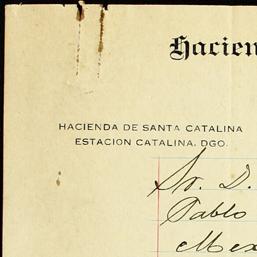 Hacien
HACIENDA DE SANTA CATALINA
ESTACION CATALINA, DGO.
Sr. D.
Pablo
Mex